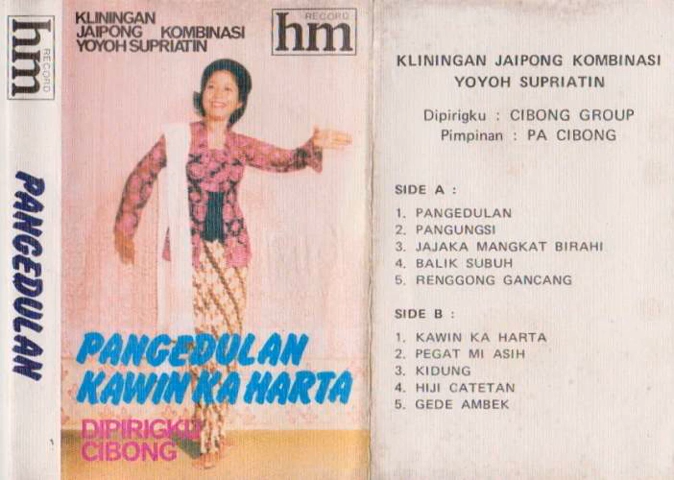 hm
RECORD
PANGEDULAN
KLININGAN
JAIPONG KOMBINASI
YOYOH SUPRIATIN
RECORD
hm
PANGEDULAN
KAWIN KA HARTA
DIPIRIGKU
CIBONG
KLININGAN JAIPONG KOMBINASI
YOYOH SUPRIATIN
Dipirigku : CIBONG GROUP
Pimpinan : PA CIBONG
SIDE A :
1. PANGEDULAN
2. PANGUNGSI
3. JAJAKA MANGKAT BIRAHI
4. BALIK SUBUH
5. RENGGONG GANCANG
SIDE B :
1. KAWIN KA HARTA
2. PEGAT MI ASIH
3. KIDUNG
4. HIJI CATETAN
5. GEDE AMBEK